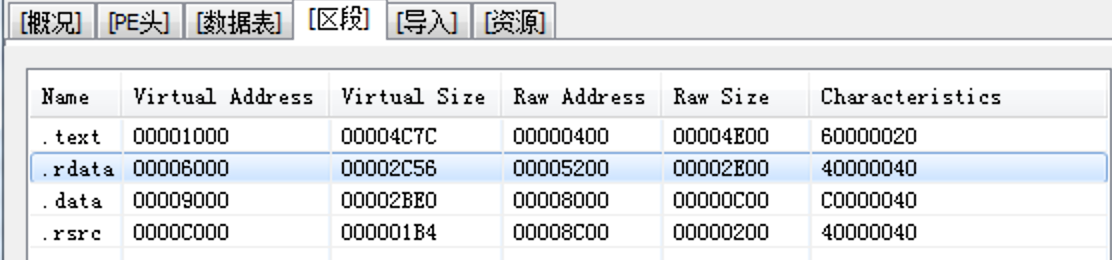 [概况] [PE头] [数据表] [区段] [导入] [资源]
Name Virtual Address Virtual Size Raw Address Raw Size Characteristics
.text 00001000 00004C7C 00000400 00004E00 60000020
.rdata 00006000 00002C56 00005200 00002E00 40000040
.data 00009000 00002BE0 00008000 00000C00 C0000040
.rsrc 0000C000 000001B4 00008C00 00000200 40000040